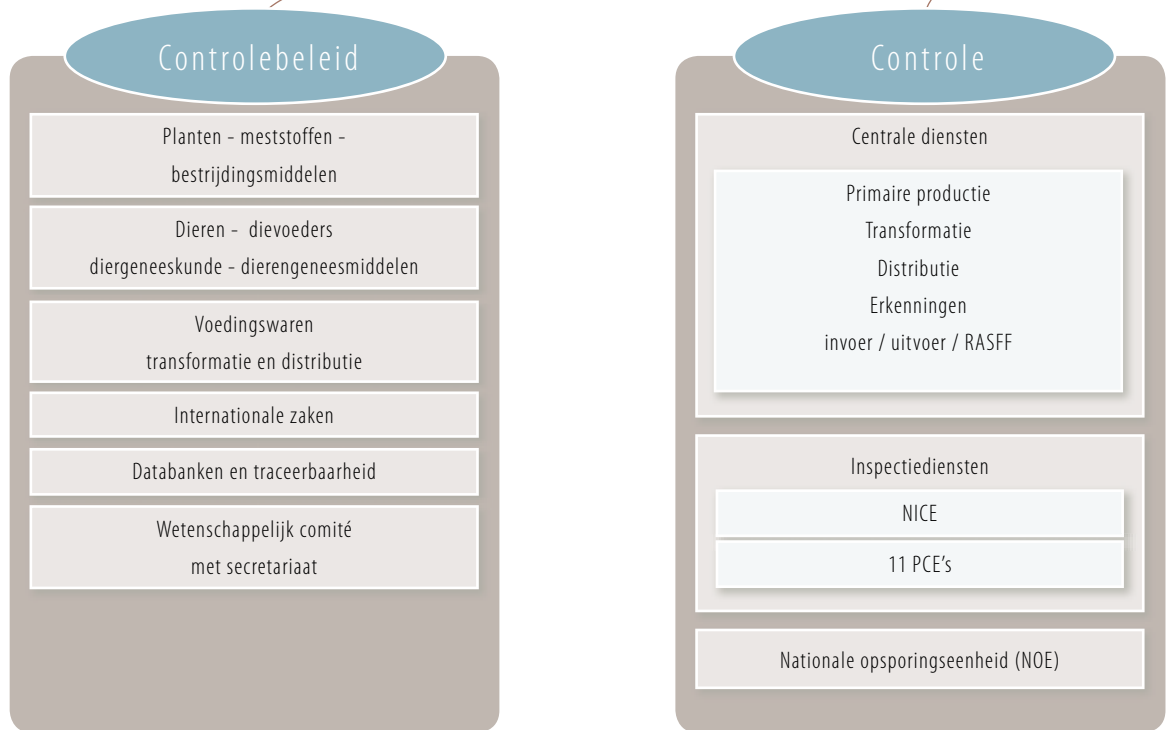 Controlebeleid
Planten - meststoffen -
bestrijdingsmiddelen
Dieren - dievoeders
diergeneeskunde - dierengeneesmiddelen
Voedingswaren
transformatie en distributie
Internationale zaken
Databanken en traceerbaarheid
Wetenschappelijk comité
met secretariaat
Controle
Centrale diensten
Primaire productie
Transformatie
Distributie
Erkenningen
invoer / uitvoer / RASFF
Inspectiediensten
NICE
11 PCE's
Nationale opsporingseenheid (NOE)